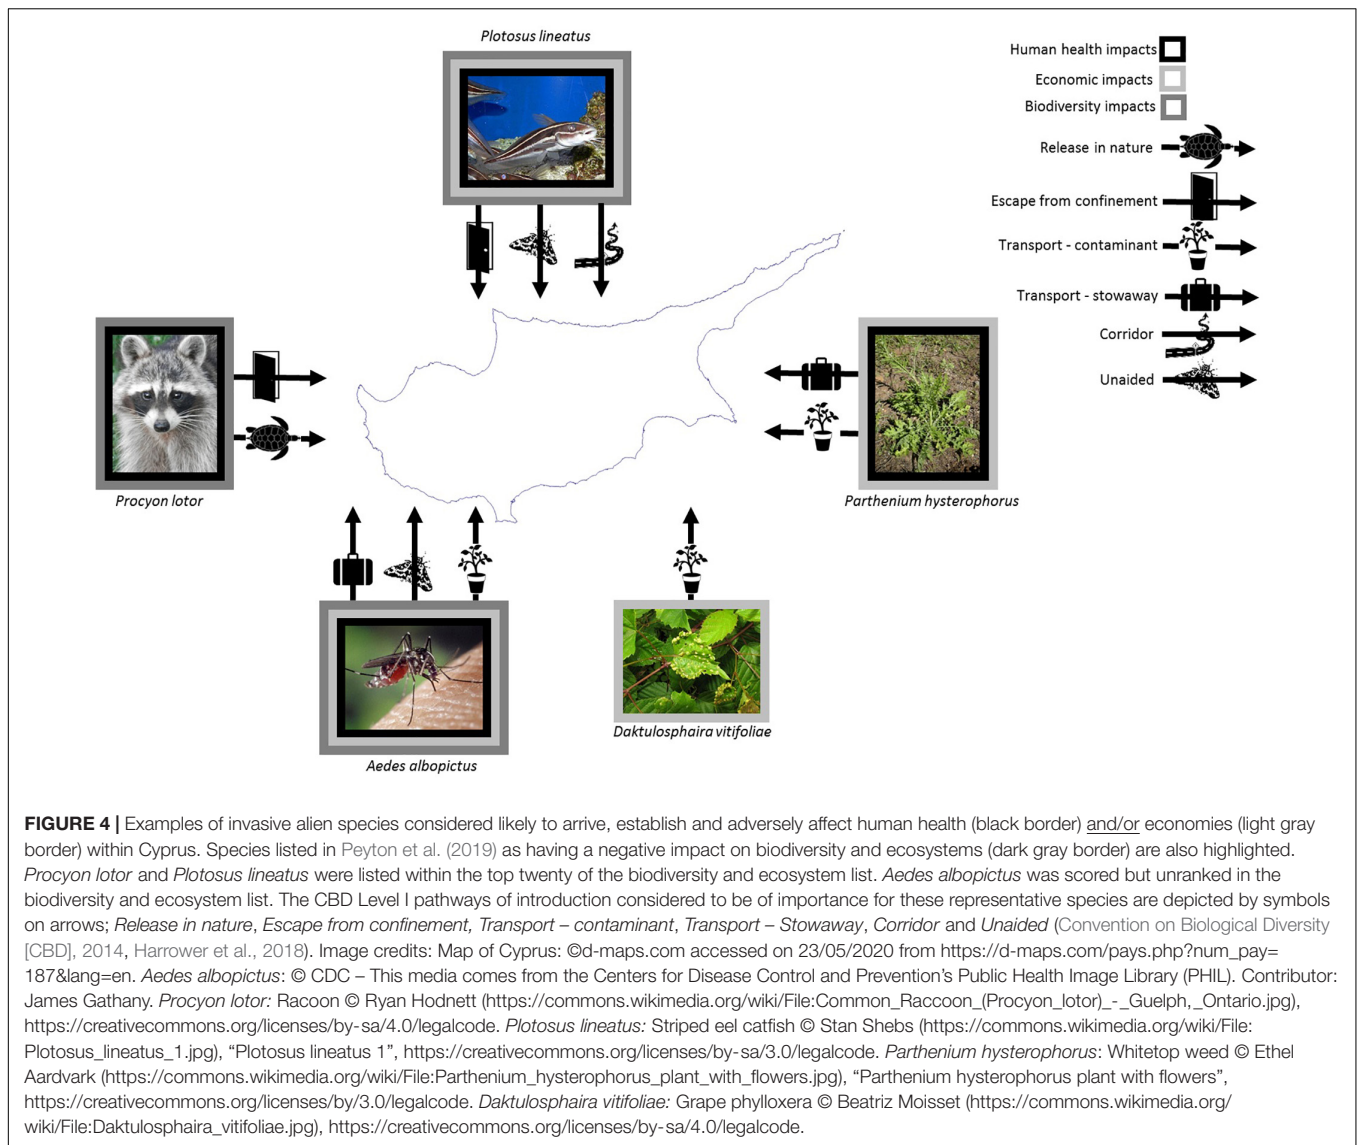 Plotosus lineatus
Human health impacts
Economic impacts
Biodiversity impacts
Release in nature
Escape from confinement
Transport - contaminant
Transport - stowaway
Corridor
Unaided
Procyon lotor
Parthenium hysterophorus
Aedes albopictus
Daktulosphaira vitifoliae
FIGURE 4 | Examples of invasive alien species considered likely to arrive, establish and adversely affect human health (black border) and/or economies (light gray
border) within Cyprus. Species listed in Peyton et al. (2019) as having a negative impact on biodiversity and ecosystems (dark gray border) are also highlighted.
Procyon lotor and Plotosus lineatus were listed within the top twenty of the biodiversity and ecosystem list. Aedes albopictus was scored but unranked in the
biodiversity and ecosystem list. The CBD Level I pathways of introduction considered to be of importance for these representative species are depicted by symbols
on arrows; Release in nature, Escape from confinement, Transport – contaminant, Transport – Stowaway, Corridor and Unaided (Convention on Biological Diversity
[CBD], 2014, Harrower et al., 2018). Image credits: Map of Cyprus: ©d-maps.com accessed on 23/05/2020 from https://d-maps.com/pays.php?num_pay=
187&lang=en. Aedes albopictus: © CDC – This media comes from the Centers for Disease Control and Prevention's Public Health Image Library (PHIL). Contributor:
James Gathany. Procyon lotor: Racoon © Ryan Hodnett (https://commons.wikimedia.org/wiki/File:Common_Raccoon_(Procyon_lotor)_-_Guelph,_Ontario.jpg),
https://creativecommons.org/licenses/by-sa/4.0/legalcode. Plotosus lineatus: Striped eel catfish © Stan Shebs (https://commons.wikimedia.org/wiki/File:
Plotosus_lineatus_1.jpg), "Plotosus lineatus 1", https://creativecommons.org/licenses/by-sa/3.0/legalcode. Parthenium hysterophorus: Whitetop weed © Ethel
Aardvark (https://commons.wikimedia.org/wiki/File:Parthenium_hysterophorus_plant_with_flowers.jpg), "Parthenium hysterophorus plant with flowers",
https://creativecommons.org/licenses/by/3.0/legalcode. Daktulosphaira vitifoliae: Grape phylloxera © Beatriz Moisset (https://commons.wikimedia.org/
wiki/File:Daktulosphaira_vitifoliae.jpg), https://creativecommons.org/licenses/by-sa/4.0/legalcode.